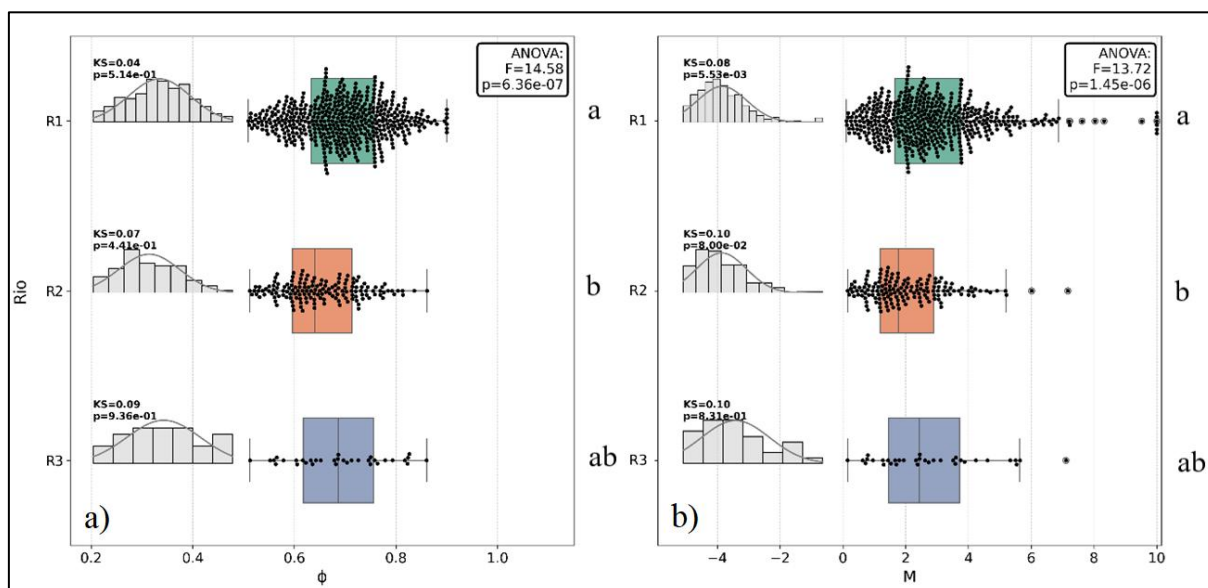 KS=0.04
p=5.14e-01
ANOVA:
F=14.58
p=6.36e-07
R1
a
KS=0.07
p=4.41e-01
R2
b
Rio
KS=0.09
p=9.36e-01
R3
ab
a)
0.2 0.4 0.6 0.8 1.0
ϕ
KS=0.08
p=5.53e-03
ANOVA:
F=13.72
p=1.45e-06
R1
a
KS=0.10
p=8.00e-02
R2
b
KS=0.10
p=8.31e-01
R3
ab
b)
−4 −2 0 2 4 6 8 10
M